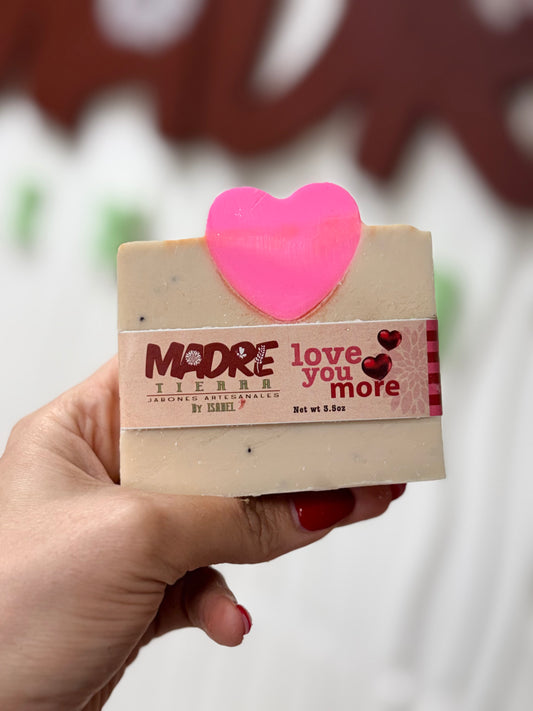 MADRE
TIERRA
JABONES ARTESANALES
By ISABEL
love
you
more
Net wt 3.5oz